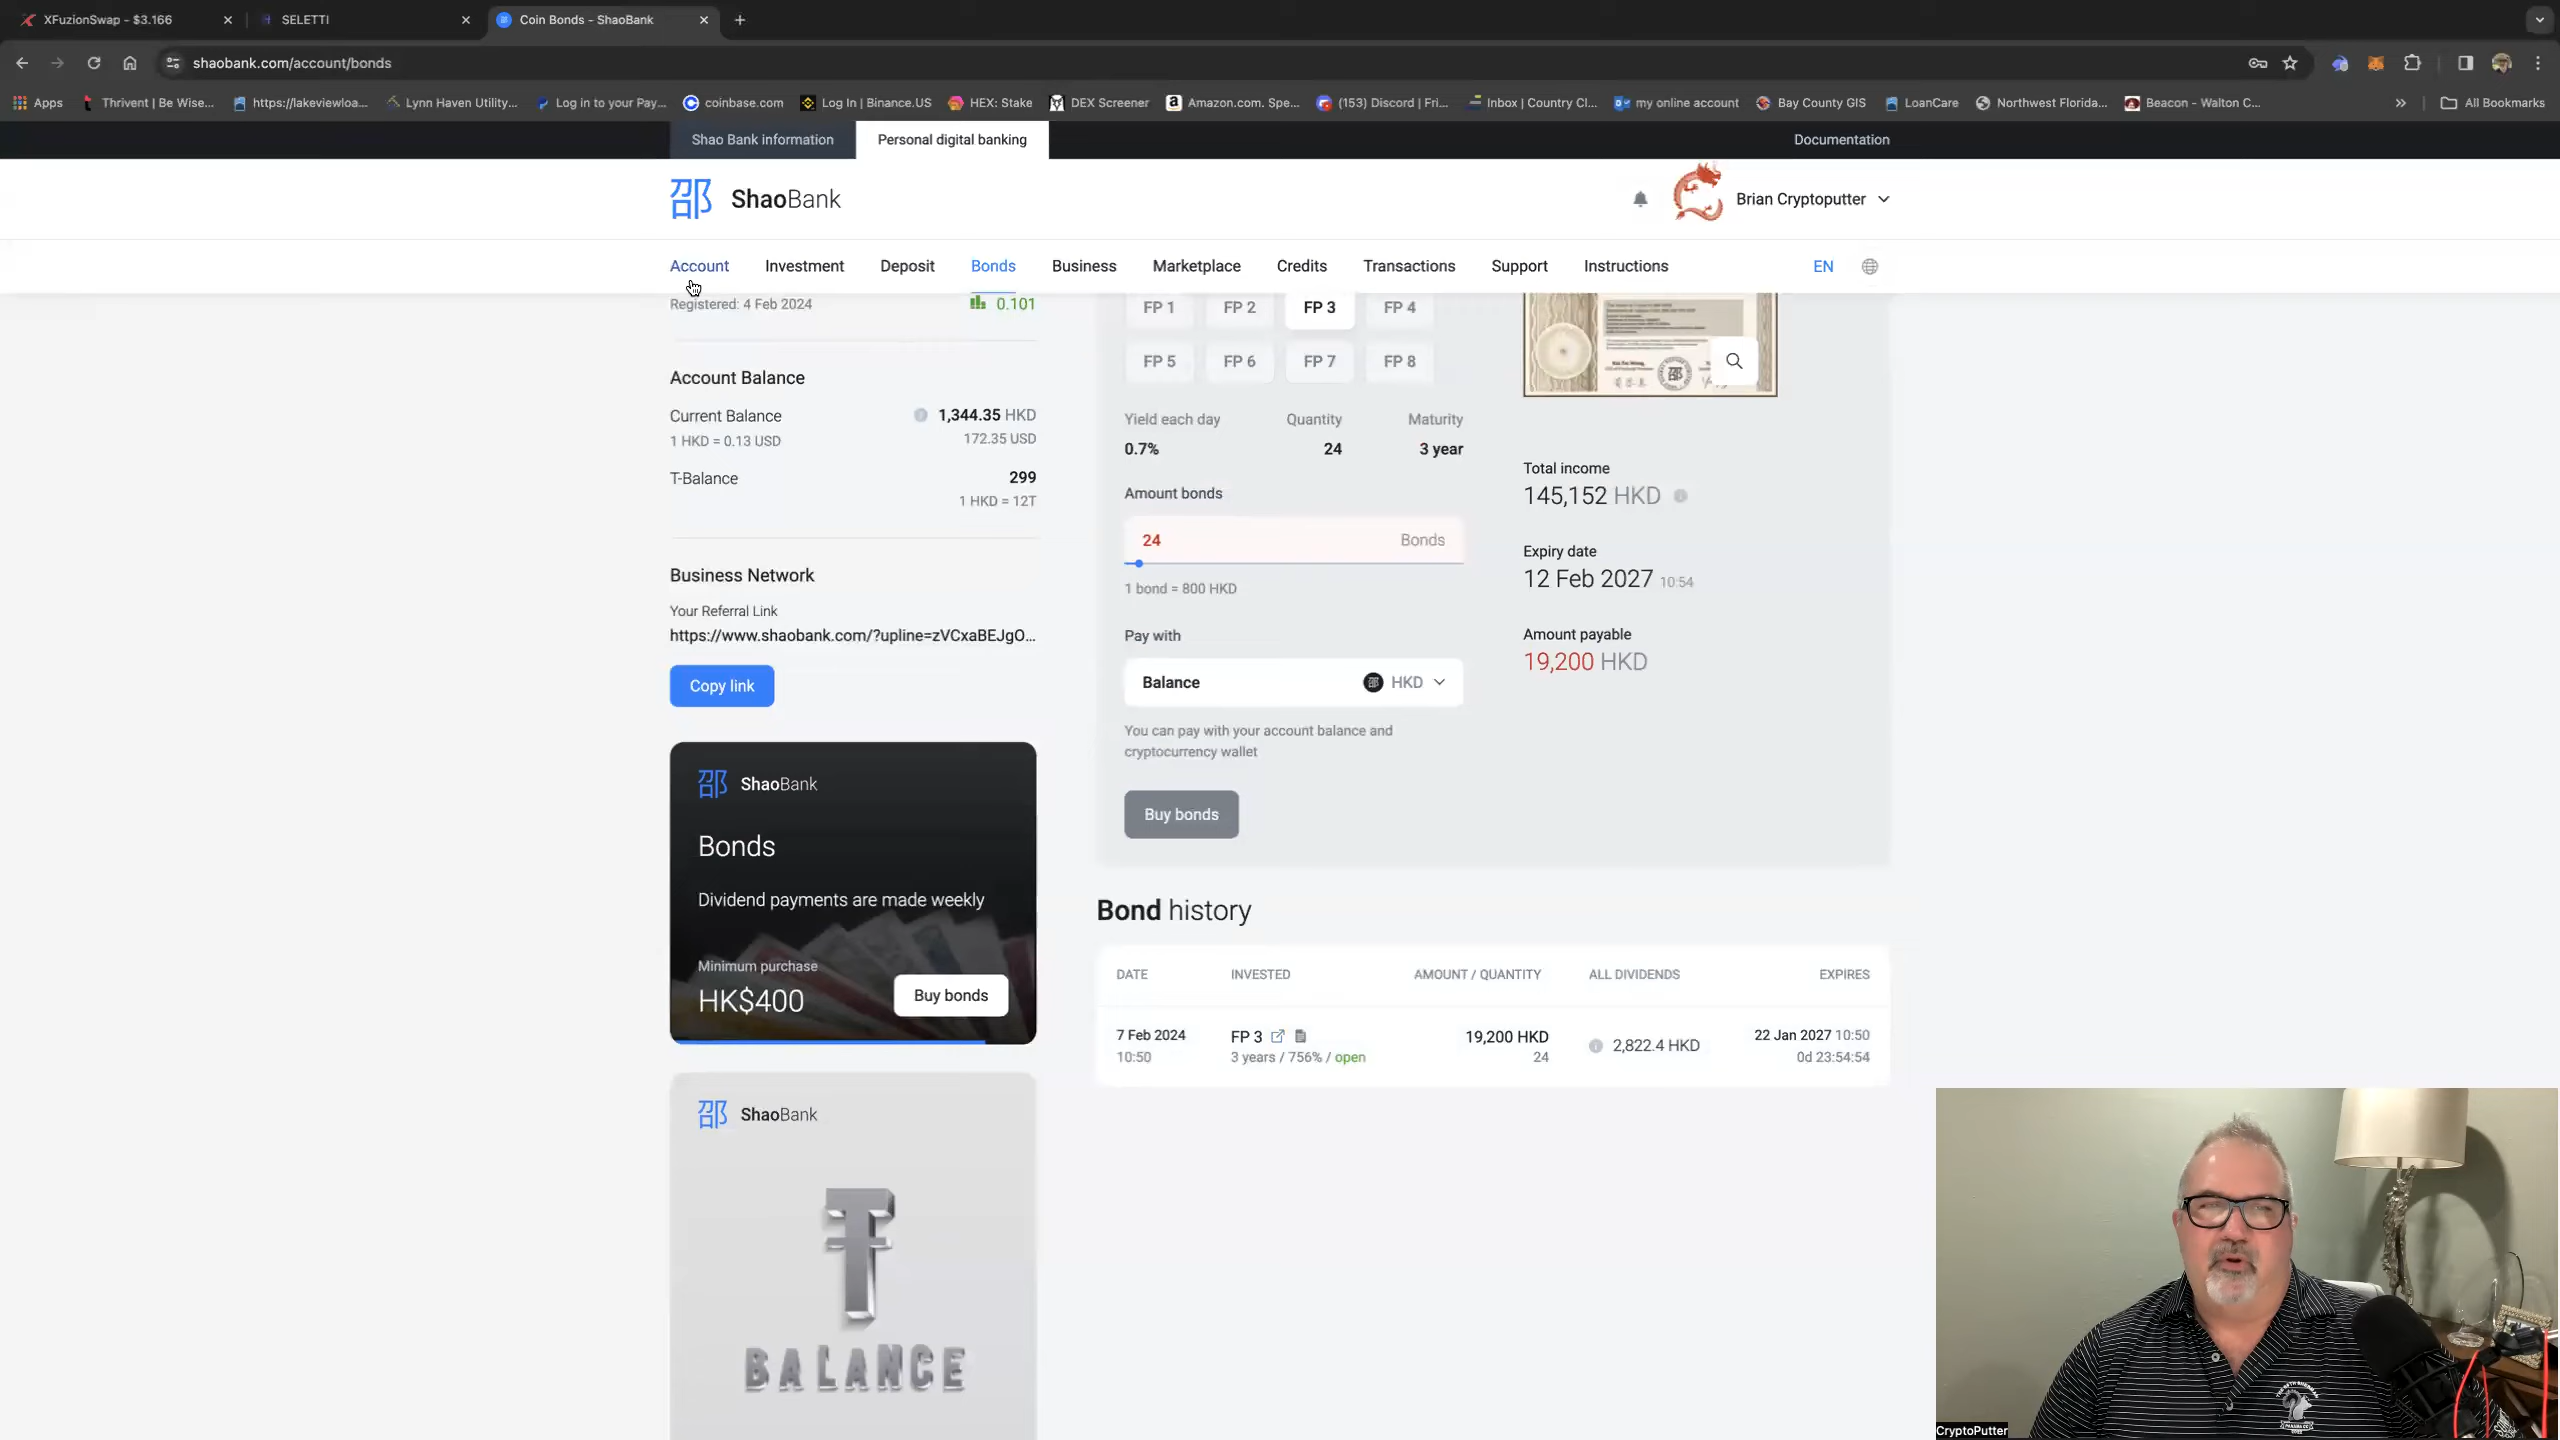 XFuzionSwap - $3.166
SELETTI
Coin Bonds - ShaoBank
shaobank.com/account/bonds
Apps
Thrivent | Be Wise...
https://lakeviewloa...
Lynn Haven Utility...
Log in to your Pay...
coinbase.com
Log In | Binance.US
HEX: Stake
DEX Screener
Amazon.com. Spe...
(153) Discord | Fri...
Inbox | Country Cl...
my online account
Bay County GIS
LoanCare
Northwest Florida...
Beacon - Walton C...
All Bookmarks
Shao Bank information
Personal digital banking
Documentation
邵 ShaoBank
Brian Cryptoputter
Account
Investment
Deposit
Bonds
Business
Marketplace
Credits
Transactions
Support
Instructions
EN
Registered: 4 Feb 2024
0.101
Account Balance
Current Balance
1,344.35 HKD
1 HKD = 0.13 USD
172.35 USD
T-Balance
299
1 HKD = 12T
Business Network
Your Referral Link
https://www.shaobank.com/?upline=zVCxaBEJgO...
Copy link
邵 ShaoBank
Bonds
Dividend payments are made weekly
Minimum purchase
HK$400
Buy bonds
邵 ShaoBank
T
BALANCE
FP 1
FP 2
FP 3
FP 4
FP 5
FP 6
FP 7
FP 8
Yield each day
Quantity
Maturity
0.7%
24
3 year
Amount bonds
24
Bonds
1 bond = 800 HKD
Pay with
Balance
HKD
You can pay with your account balance and
cryptocurrency wallet
Buy bonds
Total income
145,152 HKD
Expiry date
12 Feb 2027 10:54
Amount payable
19,200 HKD
Bond history
DATE
INVESTED
AMOUNT / QUANTITY
ALL DIVIDENDS
EXPIRES
7 Feb 2024
FP 3
19,200 HKD
2,822.4 HKD
22 Jan 2027 10:50
10:50
3 years / 756% / open
24
0d 23:54:54
CryptoPutter